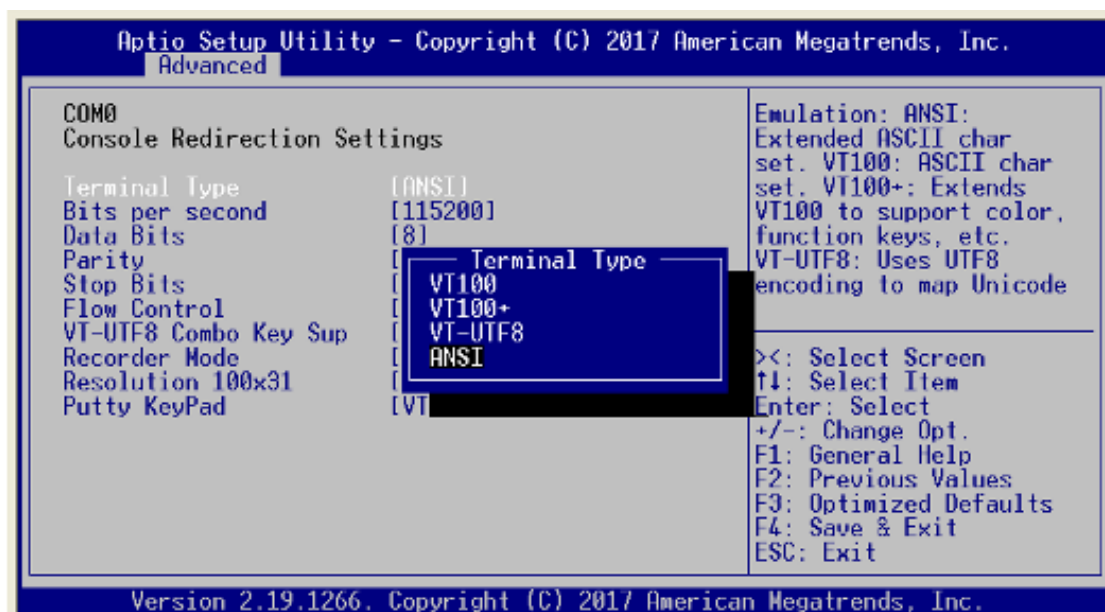 Aptio Setup Utility – Copyright (C) 2017 American Megatrends, Inc.
Advanced
COM0
Console Redirection Settings
Terminal Type [ANSI]
Bits per second [115200]
Data Bits [8]
Parity [
Stop Bits [
Flow Control [
VT-UTF8 Combo Key Sup [
Recorder Mode [
Resolution 100x31 [
Putty KeyPad [VT
Terminal Type
VT100
VT100+
VT-UTF8
ANSI
Emulation: ANSI:
Extended ASCII char
set. VT100: ASCII char
set. VT100+: Extends
VT100 to support color,
function keys, etc.
VT-UTF8: Uses UTF8
encoding to map Unicode
><: Select Screen
↑↓: Select Item
Enter: Select
+/-: Change Opt.
F1: General Help
F2: Previous Values
F3: Optimized Defaults
F4: Save & Exit
ESC: Exit
Version 2.19.1266. Copyright (C) 2017 American Megatrends, Inc.